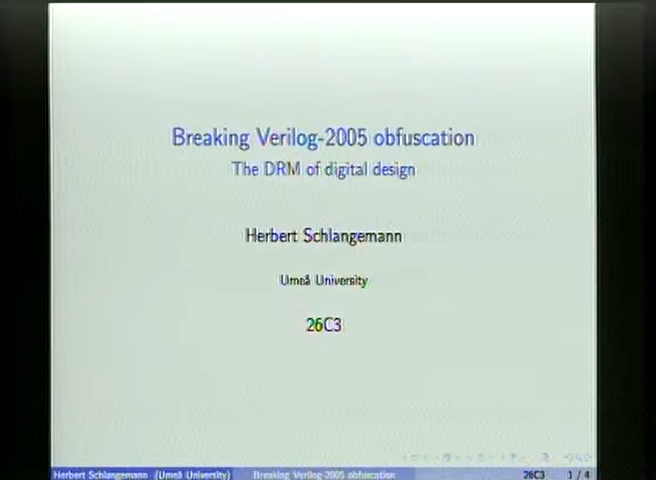 Breaking Verilog-2005 obfuscation
The DRM of digital design
Herbert Schlangemann
Umeå University
26C3
Herbert Schlangemann (Umeå University) Breaking Verilog-2005 obfuscation 26C3 1 / 4